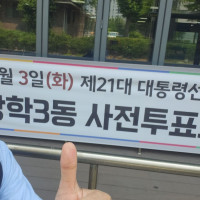 월 3일(화) 제21대 대통령선
방학3동 사전투표